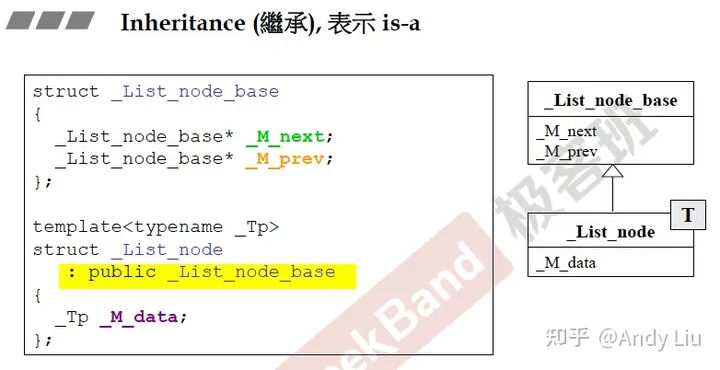 Inheritance (繼承), 表示 is-a
struct _List_node_base
{
_List_node_base* _M_next;
_List_node_base* _M_prev;
};
template<typename _Tp>
struct _List_node
: public _List_node_base
{
_Tp _M_data;
};
_List_node_base
_M_next
_M_prev
T
_List_node
_M_data
GeekBand 极客班
知乎 @Andy Liu